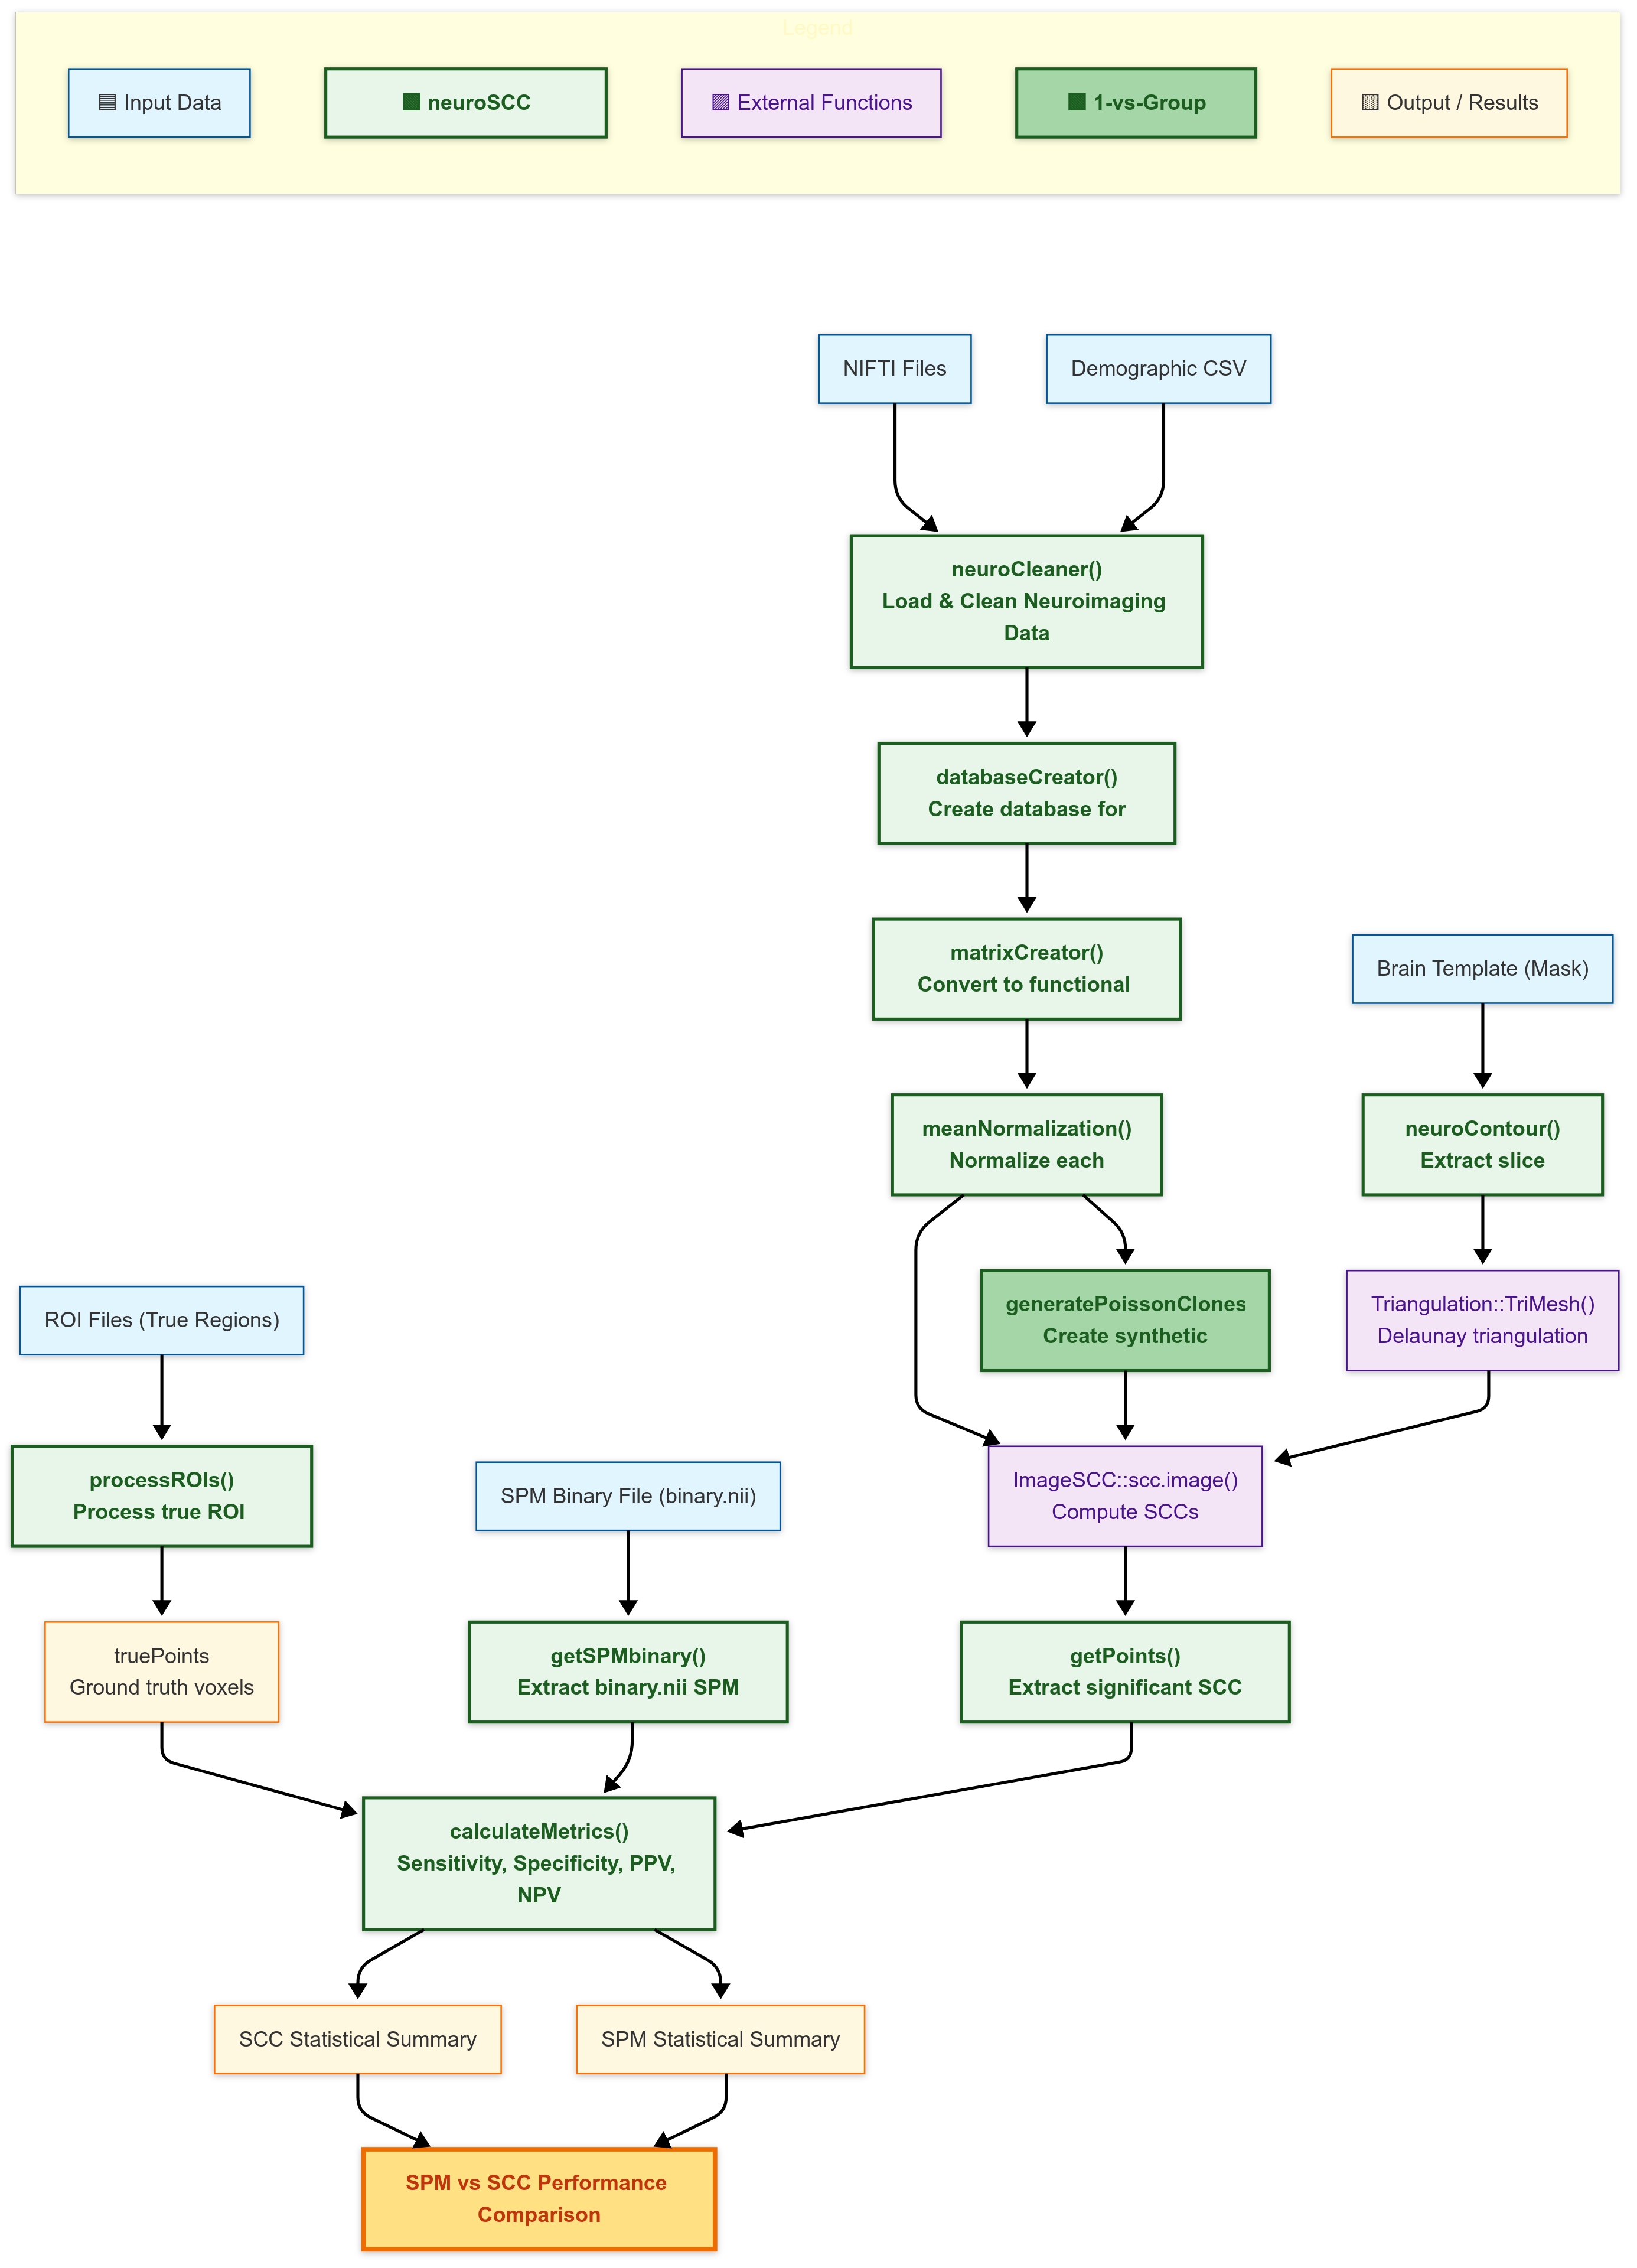 Legend
▤ Input Data
■ neuroSCC
▨ External Functions
■ 1-vs-Group
▧ Output / Results
NIFTI Files
Demographic CSV
neuroCleaner()
Load & Clean Neuroimaging
Data
databaseCreator()
Create database for
matrixCreator()
Convert to functional
Brain Template (Mask)
meanNormalization()
Normalize each
neuroContour()
Extract slice
ROI Files (True Regions)
generatePoissonClones
Create synthetic
Triangulation::TriMesh()
Delaunay triangulation
processROIs()
Process true ROI
SPM Binary File (binary.nii)
ImageSCC::scc.image()
Compute SCCs
truePoints
Ground truth voxels
getSPMbinary()
Extract binary.nii SPM
getPoints()
Extract significant SCC
calculateMetrics()
Sensitivity, Specificity, PPV,
NPV
SCC Statistical Summary
SPM Statistical Summary
SPM vs SCC Performance
Comparison